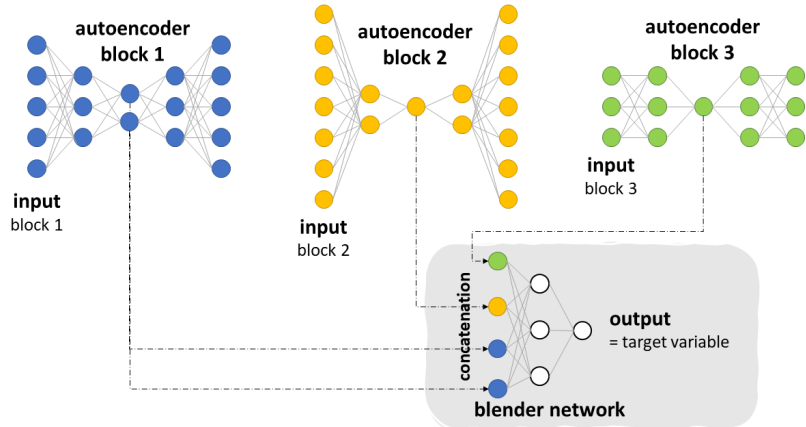 autoencoder
block 1
autoencoder
block 2
autoencoder
block 3
input
block 1
input
block 2
input
block 3
concatenation
output
= target variable
blender network